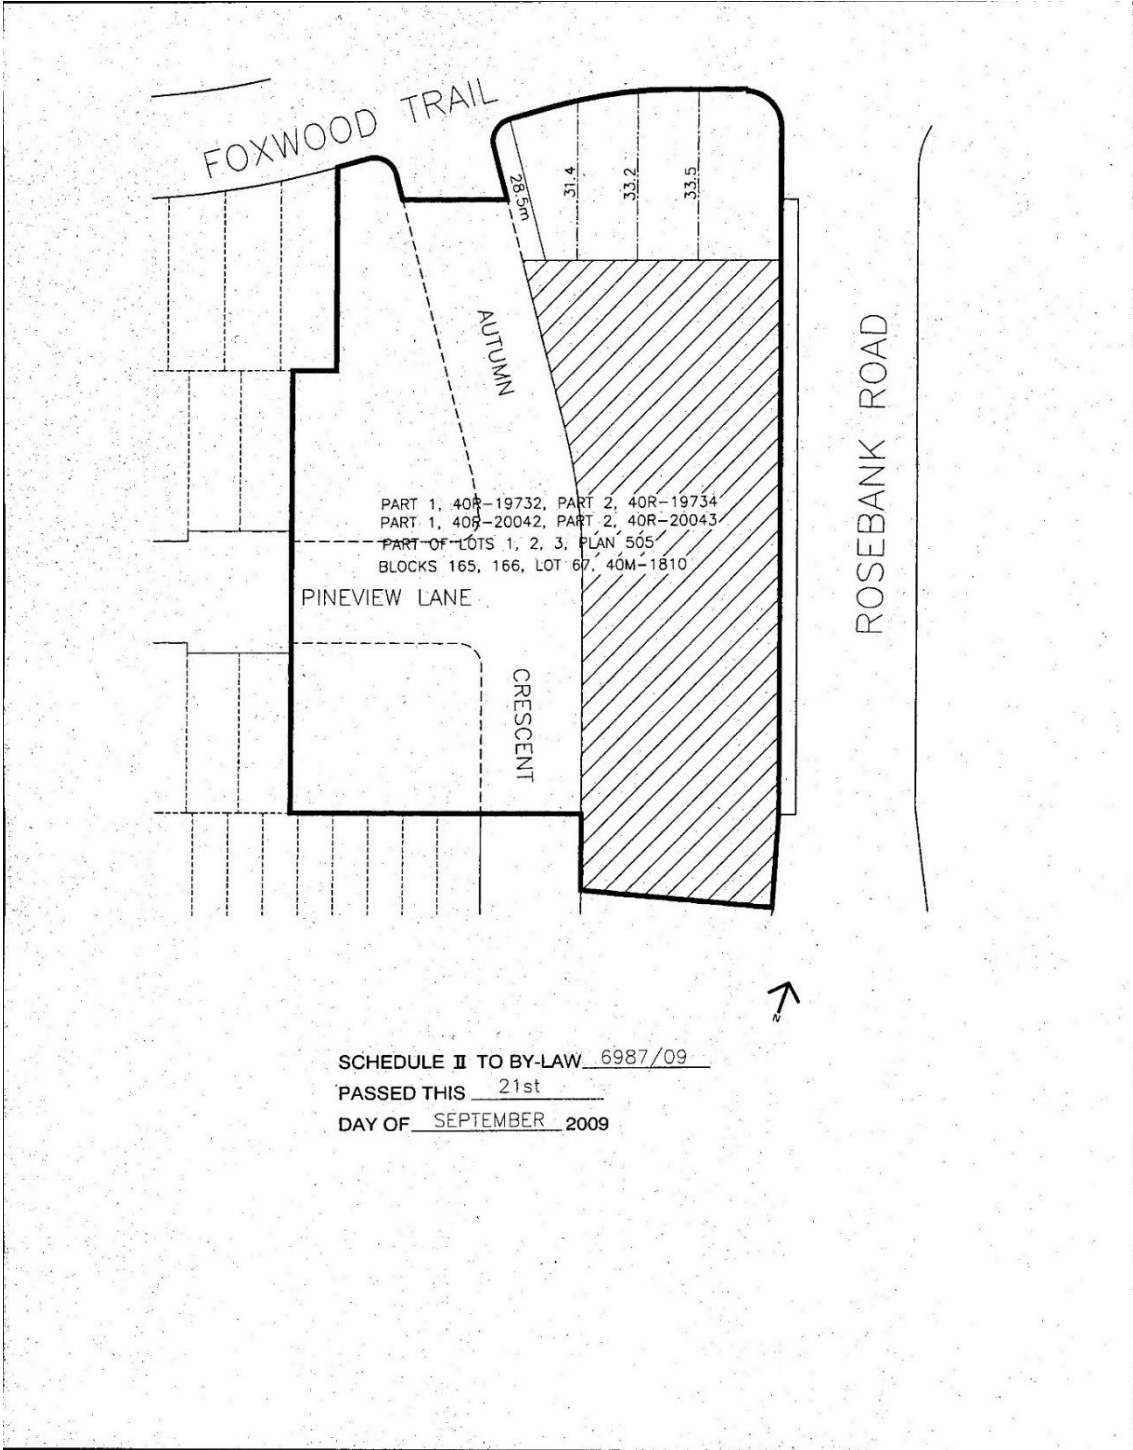 FOXWOOD TRAIL
28.5m
31.4
33.2
33.5
AUTUMN
ROSEBANK ROAD
PART 1, 40R-19732, PART 2, 40R-19734
PART 1, 40R-20042, PART 2, 40R-20043
PART OF LOTS 1, 2, 3, PLAN 505
BLOCKS 165, 166, LOT 67, 40M-1810
PINEVIEW LANE
CRESCENT
N
SCHEDULE II TO BY-LAW 6987/09
PASSED THIS 21st
DAY OF SEPTEMBER 2009